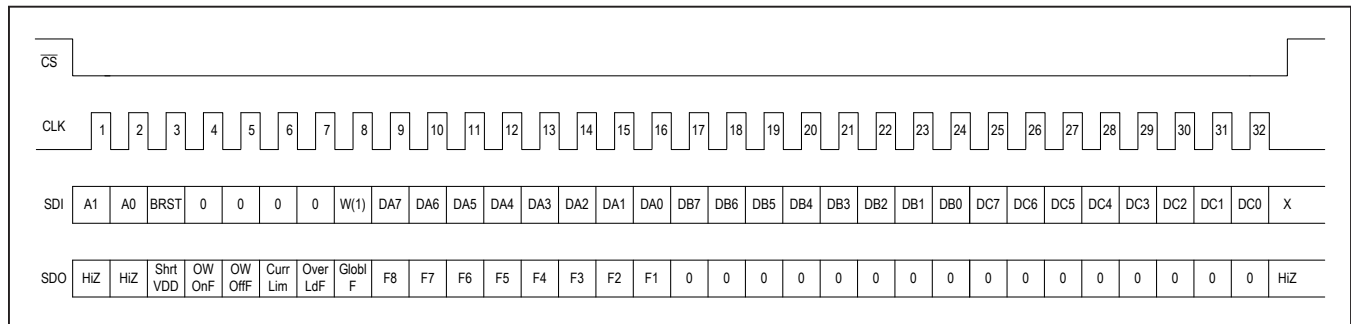 CS
CLK 1 2 3 4 5 6 7 8 9 10 11 12 13 14 15 16 17 18 19 20 21 22 23 24 25 26 27 28 29 30 31 32
SDI A1 A0 BRST 0 0 0 0 W(1) DA7 DA6 DA5 DA4 DA3 DA2 DA1 DA0 DB7 DB6 DB5 DB4 DB3 DB2 DB1 DB0 DC7 DC6 DC5 DC4 DC3 DC2 DC1 DC0 X
SDO HiZ HiZ Shrt VDD OW OnF OW OffF Curr Lim Over LdF Globl F F8 F7 F6 F5 F4 F3 F2 F1 0 0 0 0 0 0 0 0 0 0 0 0 0 0 0 0 HiZ